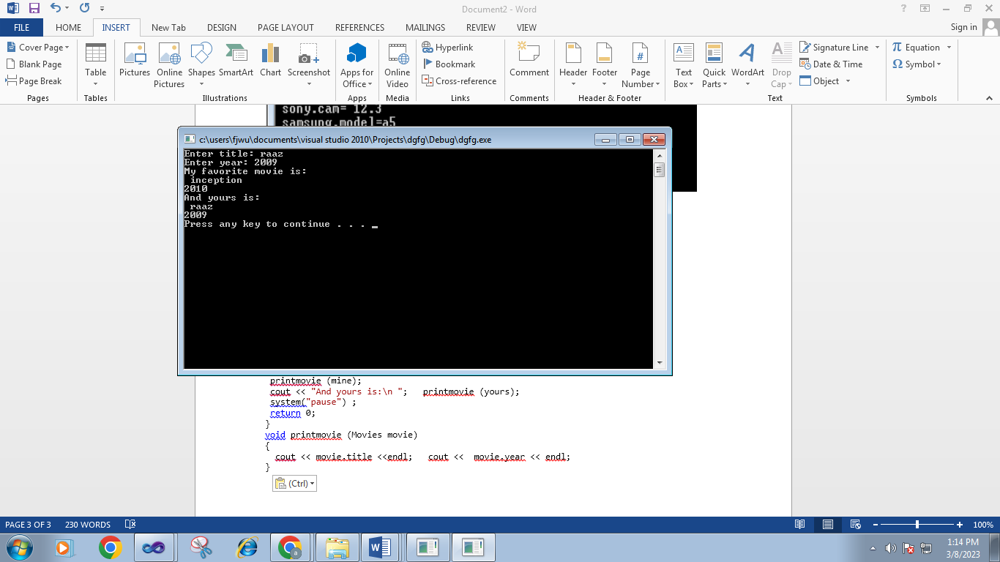 Document2 - Word
FILE HOME INSERT New Tab DESIGN PAGE LAYOUT REFERENCES MAILINGS REVIEW VIEW Sign in
Cover Page
Blank Page
Page Break
Pages
Table
Tables
Pictures
Online Pictures
Shapes
SmartArt
Chart
Screenshot
Illustrations
Apps for Office
Apps
Online Video
Media
Hyperlink
Bookmark
Cross-reference
Links
Comment
Comments
Header
Footer
Page Number
Header & Footer
Text Box
Quick Parts
WordArt
Drop Cap
Signature Line
Date & Time
Object
Text
Equation
Symbol
Symbols
sony.cam= 12.3
samsung.model=a5
c:\users\fjwu\documents\visual studio 2010\Projects\dgfg\Debug\dgfg.exe
Enter title: raaz
Enter year: 2009
My favorite movie is:
inception
2010
And yours is:
raaz
2009
Press any key to continue . . .
printmovie (mine);
cout << "And yours is:\n "; printmovie (yours);
system("pause") ;
return 0;
}
void printmovie (Movies movie)
{
cout << movie.title <<endl; cout << movie.year << endl;
}
(Ctrl)
PAGE 3 OF 3 230 WORDS 100%
1:14 PM
3/8/2023